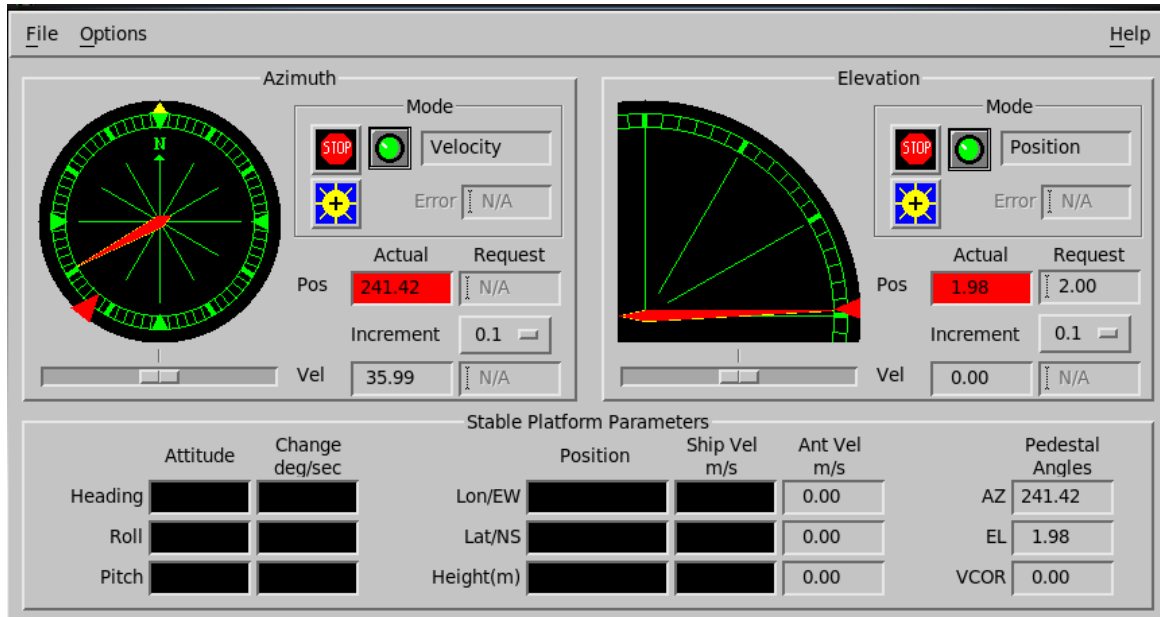 File Options Help
Azimuth
Mode
STOP Velocity
Error N/A
N
Actual Request
Pos 241.42 N/A
Increment 0.1
Vel 35.99 N/A
Elevation
Mode
STOP Position
Error N/A
Actual Request
Pos 1.98 2.00
Increment 0.1
Vel 0.00 N/A
Stable Platform Parameters
Attitude Change deg/sec
Heading
Roll
Pitch
Position Ship Vel m/s Ant Vel m/s
Lon/EW 0.00
Lat/NS 0.00
Height(m) 0.00
Pedestal Angles
AZ 241.42
EL 1.98
VCOR 0.00